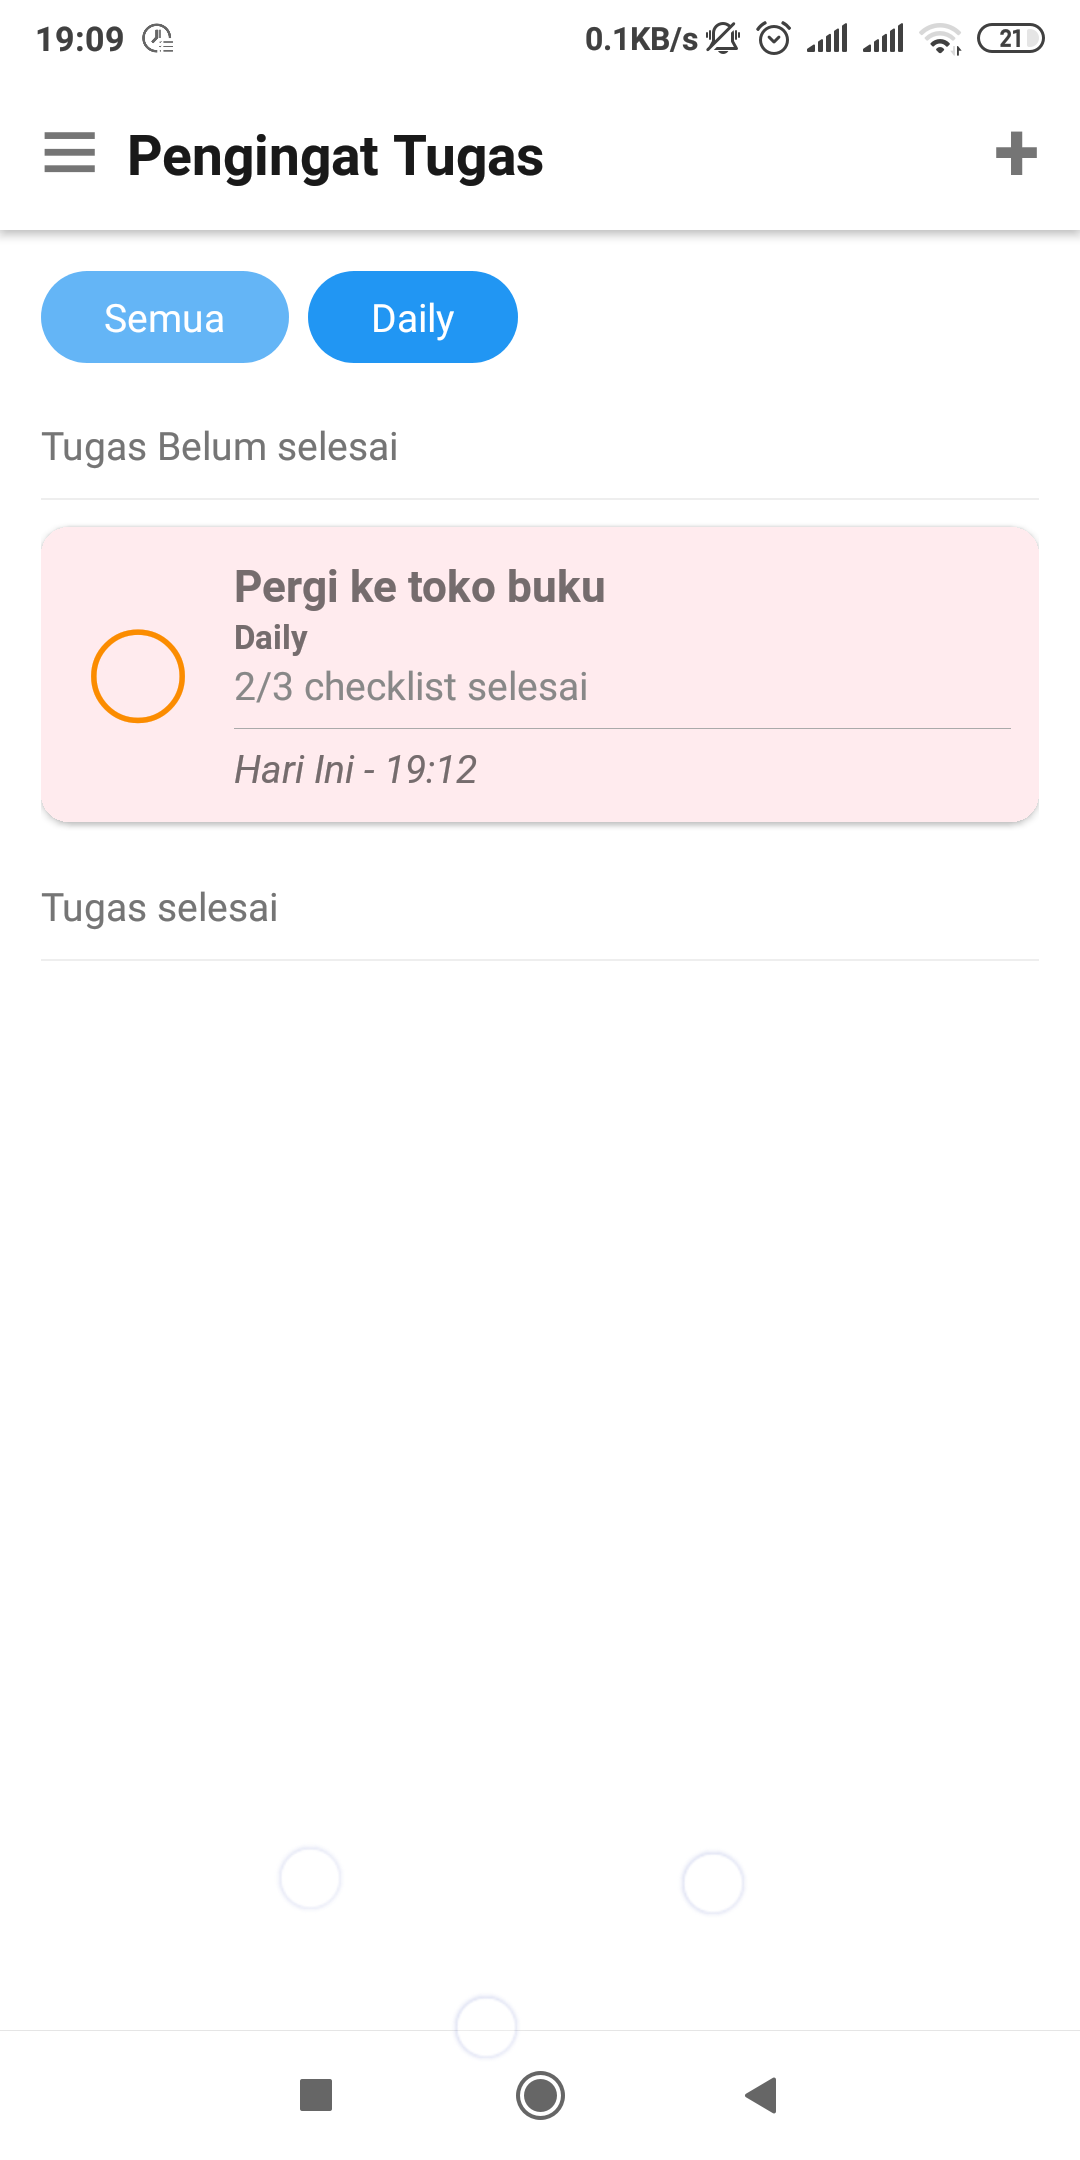 19:09 0.1KB/s 21
Pengingat Tugas
Semua Daily
Tugas Belum selesai
Pergi ke toko buku
Daily
2/3 checklist selesai
Hari Ini - 19:12
Tugas selesai